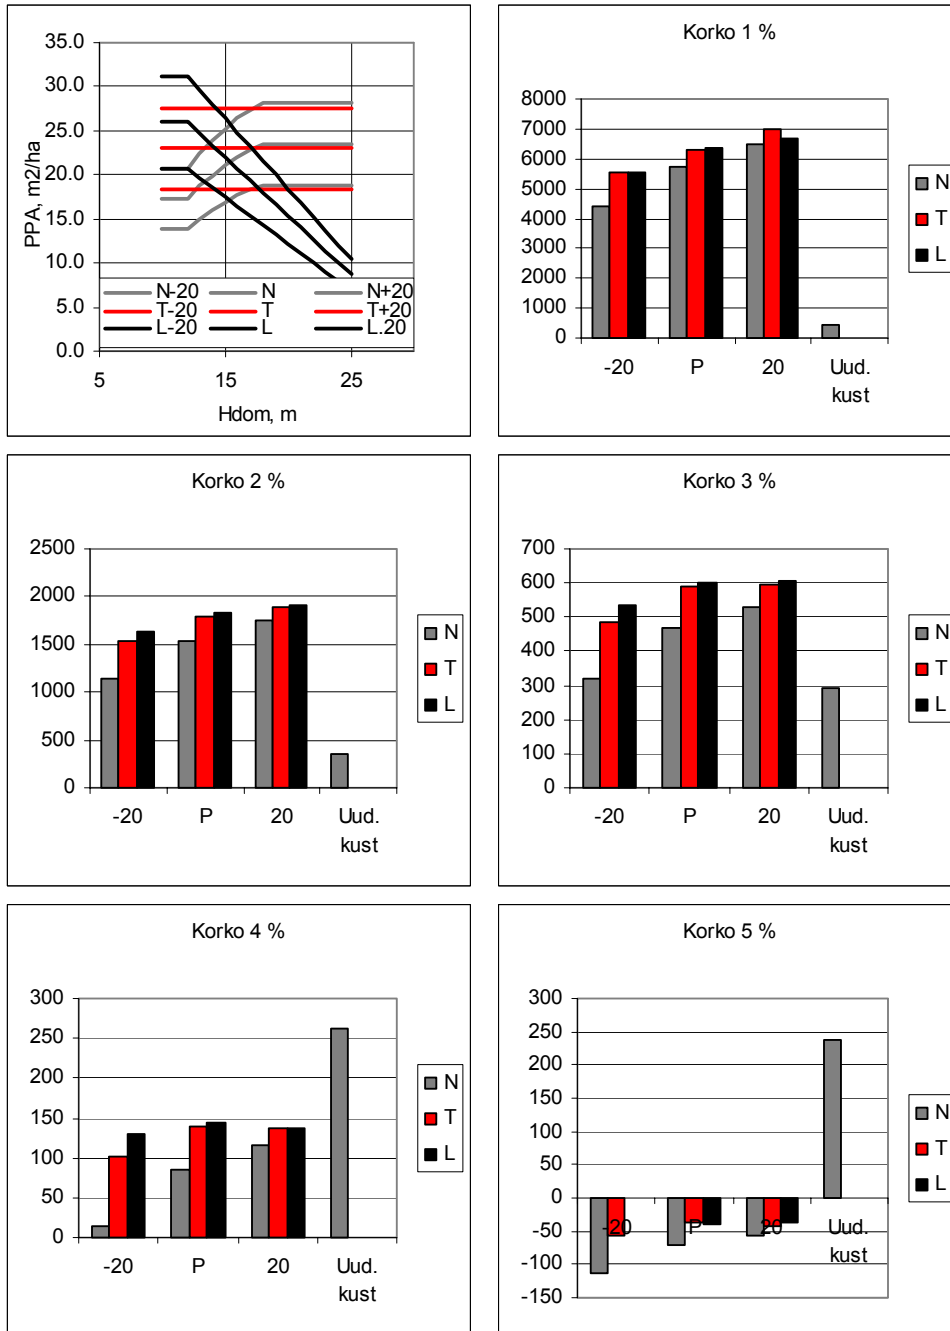 35.0
30.0
25.0
20.0
15.0
10.0
5.0
0.0
PPA, m2/ha
N-20 N N+20
T-20 T T+20
L-20 L L.20
5 15 25
Hdom, m
Korko 1 %
8000
7000
6000
5000
4000
3000
2000
1000
0
-20 P 20 Uud.
kust
N
T
L
Korko 2 %
2500
2000
1500
1000
500
0
-20 P 20 Uud.
kust
N
T
L
Korko 3 %
700
600
500
400
300
200
100
0
-20 P 20 Uud.
kust
N
T
L
Korko 4 %
300
250
200
150
100
50
0
-20 P 20 Uud.
kust
N
T
L
Korko 5 %
300
250
200
150
100
50
0
-50
-100
-150
-20 P 20 Uud.
kust
N
T
L